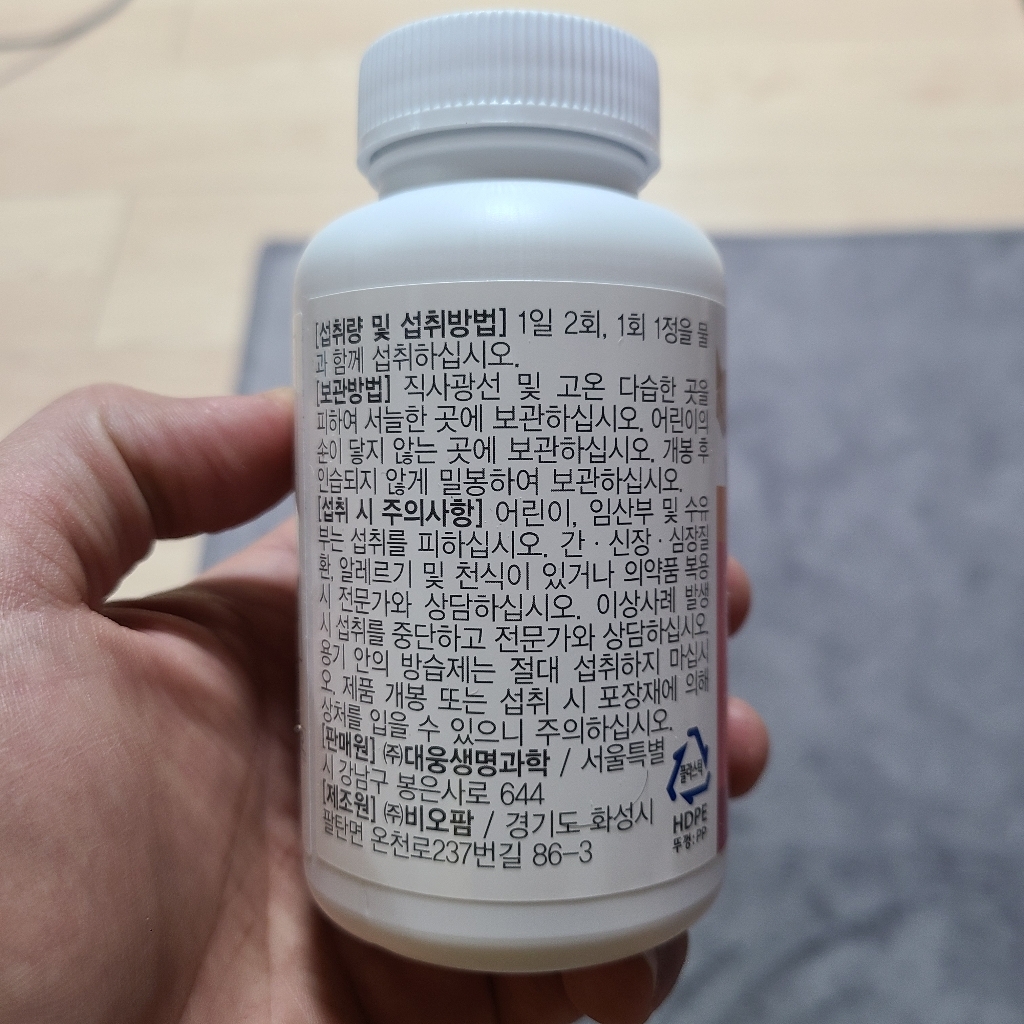 [섭취량 및 섭취방법] 1일 2회, 1회 1정을 물
과 함께 섭취하십시오.
[보관방법] 직사광선 및 고온 다습한 곳을
피하여 서늘한 곳에 보관하십시오. 어린이의
손이 닿지 않는 곳에 보관하십시오. 개봉 후
인습되지 않게 밀봉하여 보관하십시오.
[섭취 시 주의사항] 어린이, 임산부 및 수유
부는 섭취를 피하십시오. 간·신장·심장질
환, 알레르기 및 천식이 있거나 의약품 복용
시 전문가와 상담하십시오. 이상사례 발생
시 섭취를 중단하고 전문가와 상담하십시오.
용기 안의 방습제는 절대 섭취하지 마십시
오. 제품 개봉 또는 섭취 시 포장재에 의해
상처를 입을 수 있으니 주의하십시오.
[판매원] ㈜대웅생명과학 / 서울특별
시 강남구 봉은사로 644
[제조원] ㈜비오팜 / 경기도 화성시
팔탄면 온천로237번길 86-3
플라스틱
HDPE
뚜껑:PP